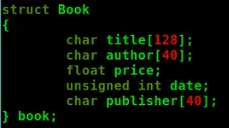 struct Book
{
char title[128];
char author[40];
float price;
unsigned int date;
char publisher[40];
} book;